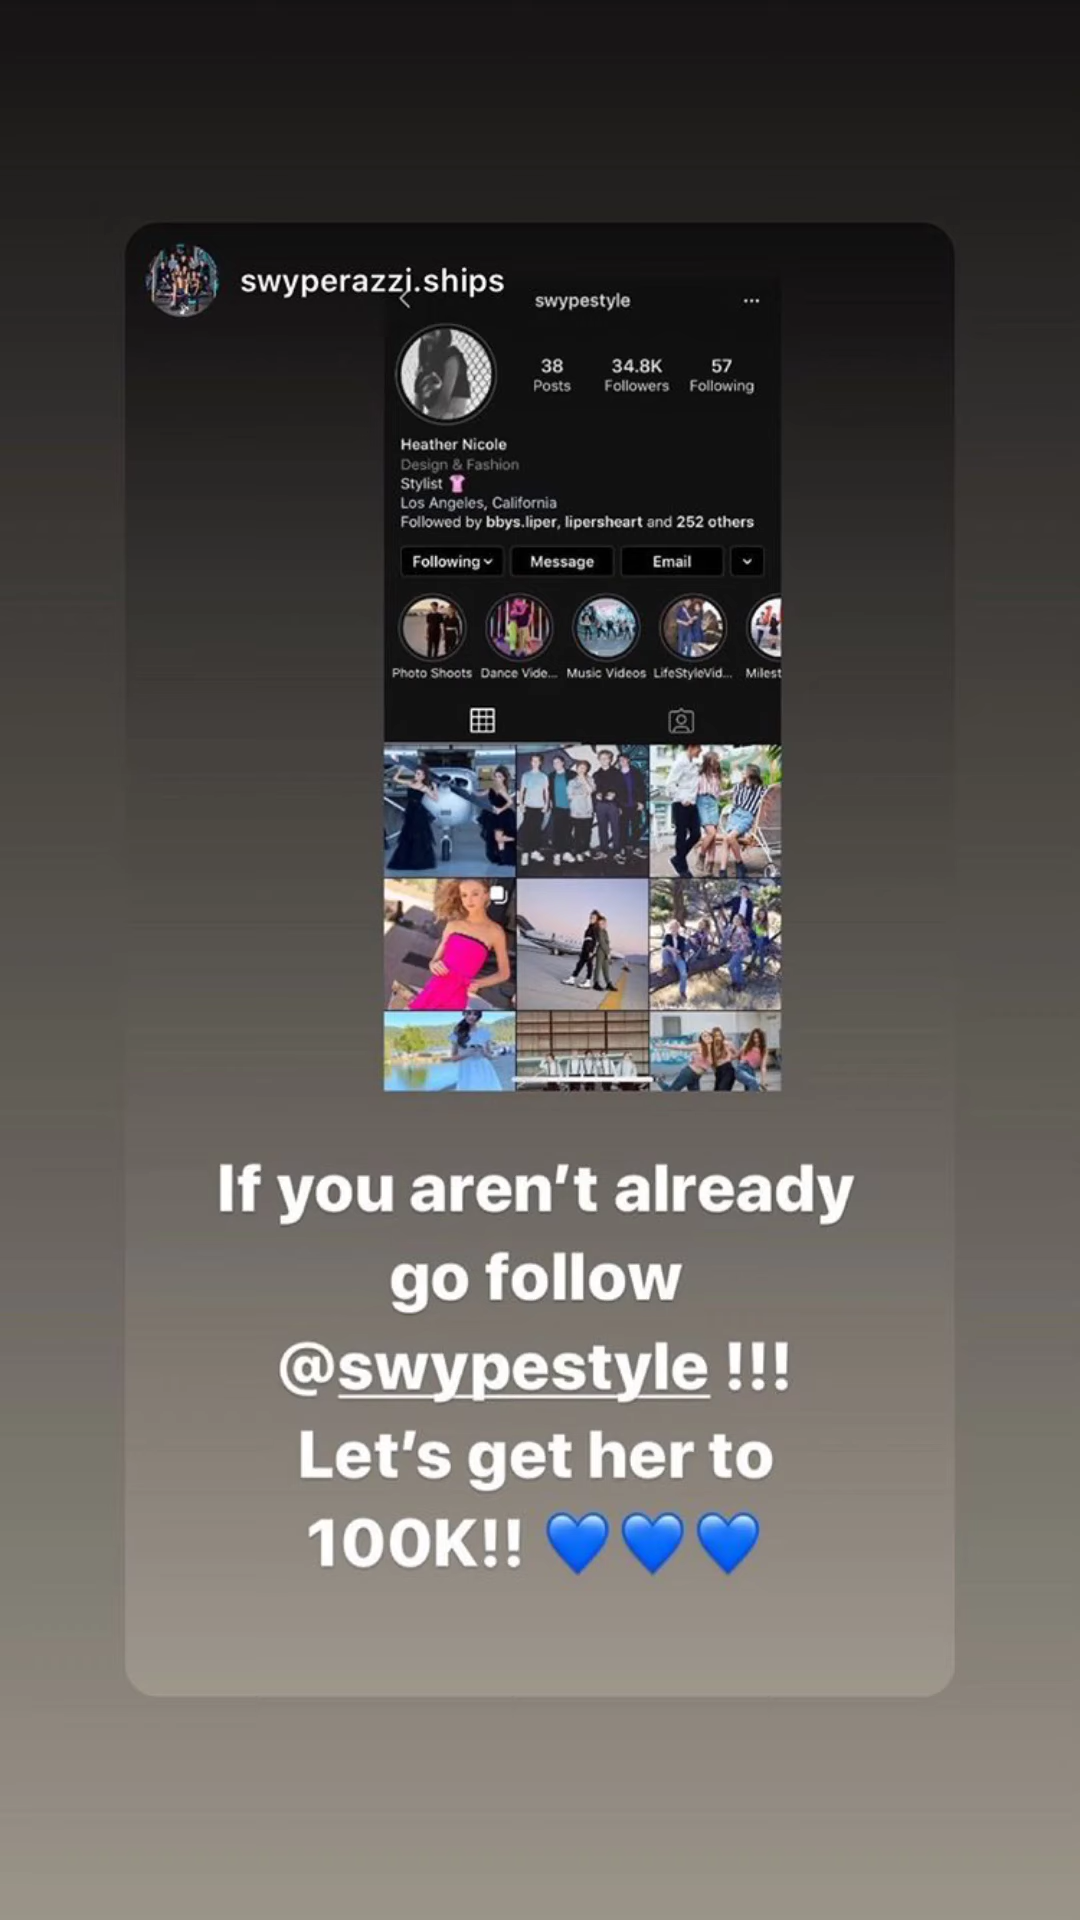 swyperazzi.ships
swypestyle
38 34.8K 57
Posts Followers Following
Heather Nicole
Design & Fashion
Stylist 👚
Los Angeles, California
Followed by bbys.liper, lipersheart and 252 others
Following Message Email
Photo Shoots Dance Vide... Music Videos LifeStyleVid... Milest
If you aren’t already
go follow
@swypestyle !!!
Let’s get her to
100K!! 💙💙💙